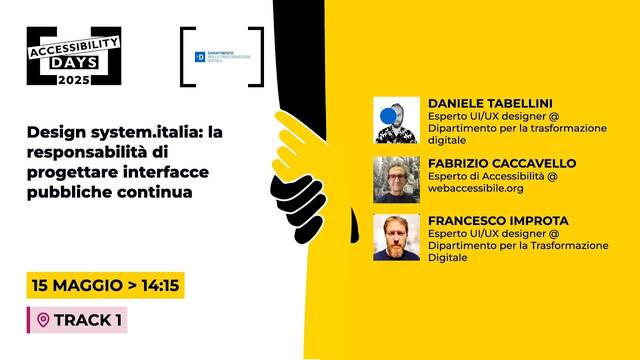 ACCESSIBILITY
DAYS
2025
DIPARTIMENTO
PER LA TRASFORMAZIONE
DIGITALE
Design system.italia: la
responsabilità di
progettare interfacce
pubbliche continua
15 MAGGIO > 14:15
TRACK 1
DANIELE TABELLINI
Esperto UI/UX designer @
Dipartimento per la trasformazione
digitale
FABRIZIO CACCAVELLO
Esperto di Accessibilità @
webaccessibile.org
FRANCESCO IMPROTA
Esperto UI/UX designer @
Dipartimento per la Trasformazione
Digitale